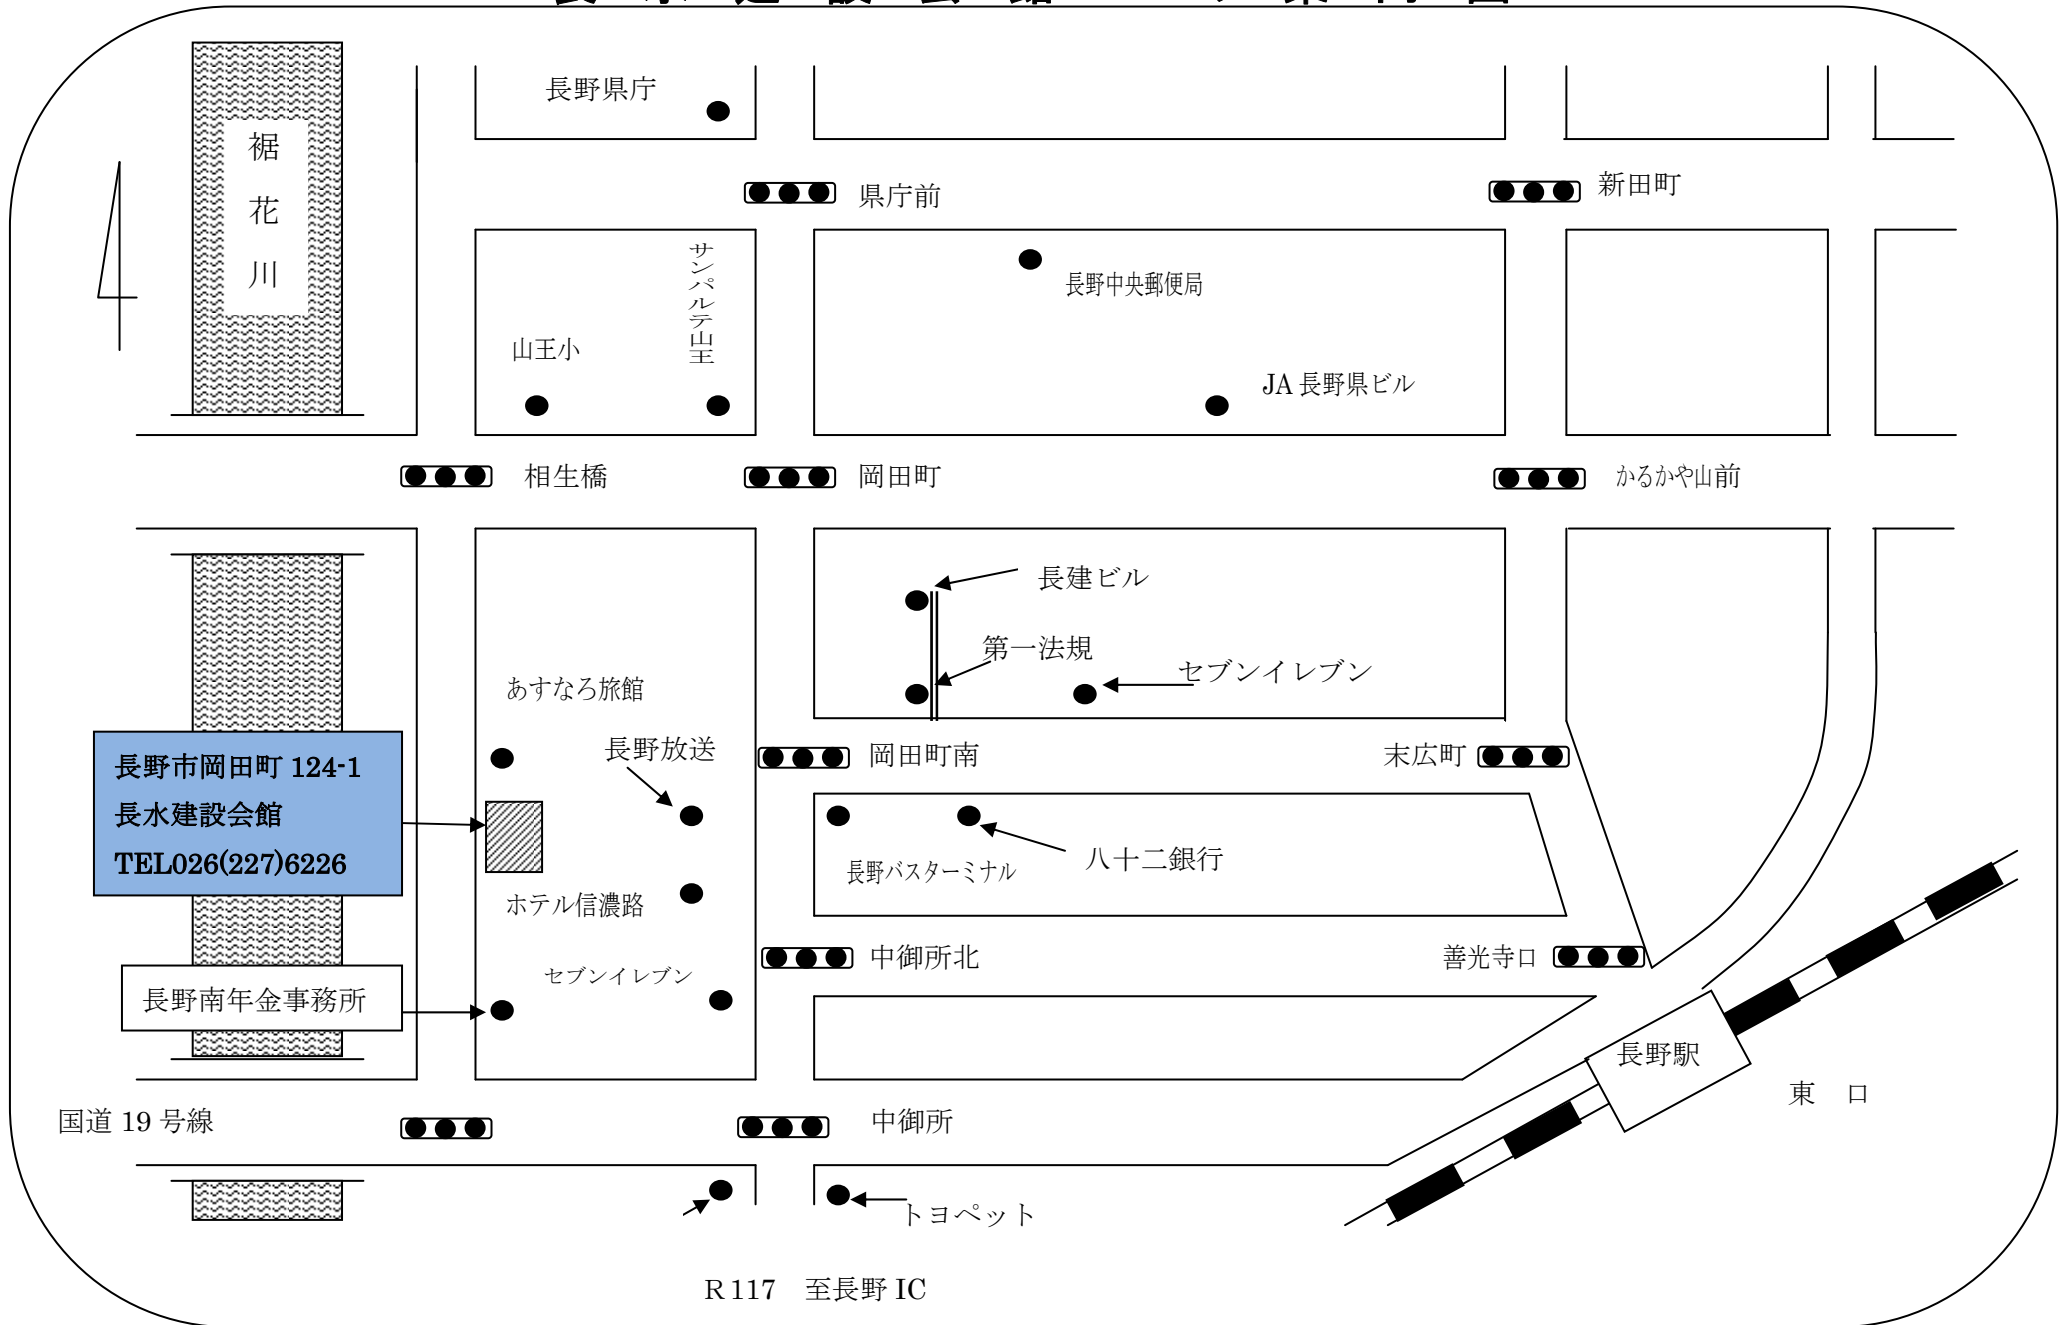 長野県庁
裾花川
県庁前
新田町
サンパルテ山王
長野中央郵便局
山王小
JA 長野県ビル
相生橋
岡田町
かるかや山前
長建ビル
第一法規
セブンイレブン
あすなろ旅館
長野放送
岡田町南
末広町
長野市岡田町 124-1
長水建設会館
TEL026(227)6226
長野バスターミナル
八十二銀行
ホテル信濃路
中御所北
善光寺口
セブンイレブン
長野南年金事務所
長野駅
東 口
国道 19 号線
中御所
トヨペット
R117 至長野 IC